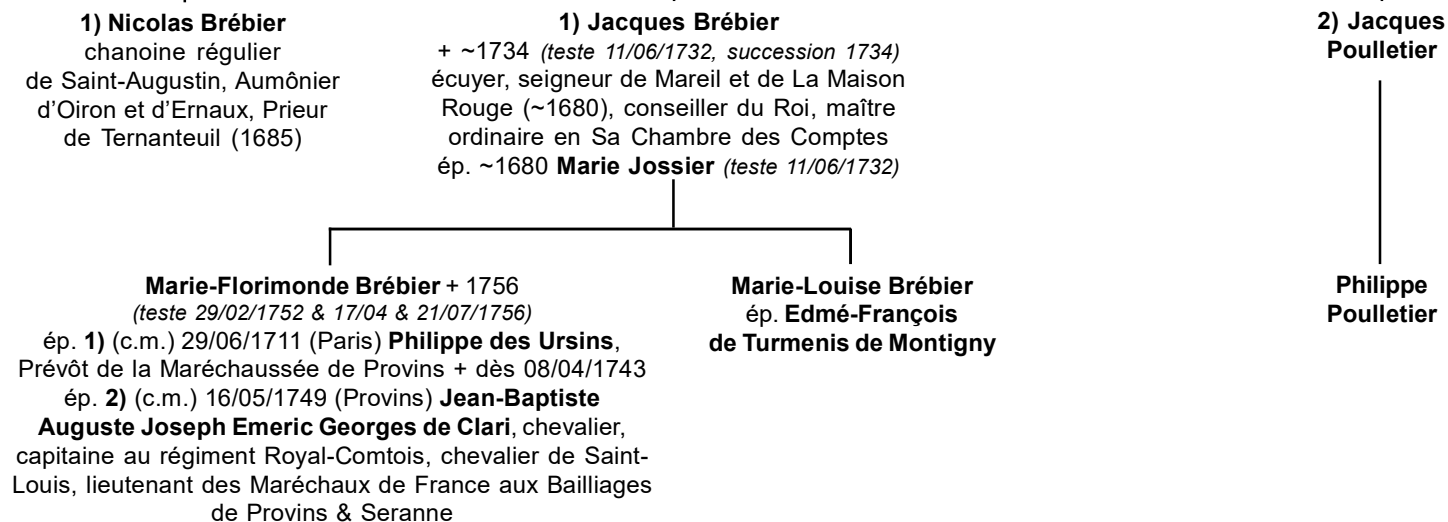 1) Nicolas Brébier
chanoine régulier
de Saint-Augustin, Aumônier
d'Oiron et d'Ernaux, Prieur
de Ternanteuil (1685)
1) Jacques Brébier
+ ~1734 (teste 11/06/1732, succession 1734)
écuyer, seigneur de Mareil et de La Maison
Rouge (~1680), conseiller du Roi, maître
ordinaire en Sa Chambre des Comptes
ép. ~1680 Marie Jossier (teste 11/06/1732)
2) Jacques
Poulletier
Marie-Florimonde Brébier + 1756
(teste 29/02/1752 & 17/04 & 21/07/1756)
ép. 1) (c.m.) 29/06/1711 (Paris) Philippe des Ursins,
Prévôt de la Maréchaussée de Provins + dès 08/04/1743
ép. 2) (c.m.) 16/05/1749 (Provins) Jean-Baptiste
Auguste Joseph Emeric Georges de Clari, chevalier,
capitaine au régiment Royal-Comtois, chevalier de Saint-
Louis, lieutenant des Maréchaux de France aux Bailliages
de Provins & Seranne
Marie-Louise Brébier
ép. Edmé-François
de Turmenis de Montigny
Philippe
Poulletier